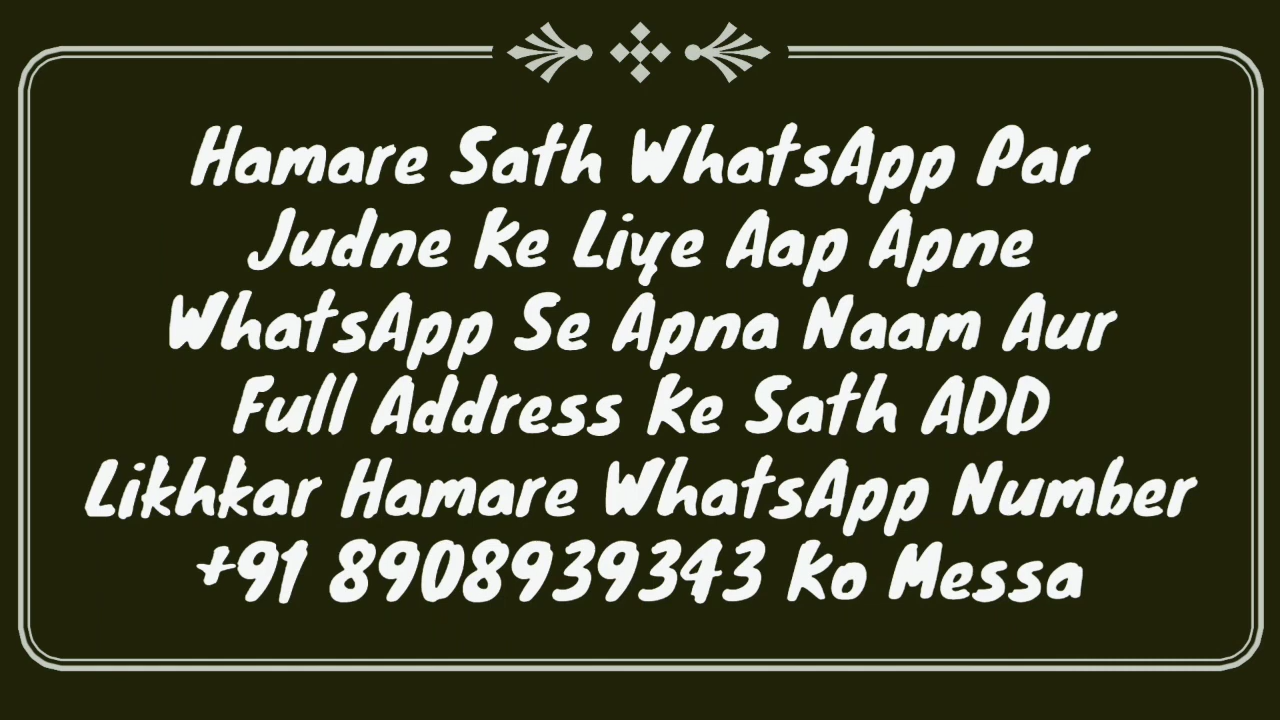 Hamare Sath WhatsApp Par
Judne Ke Liye Aap Apne
WhatsApp Se Apna Naam Aur
Full Address Ke Sath ADD
Likhkar Hamare WhatsApp Number
+91 8908939343 Ko Messa